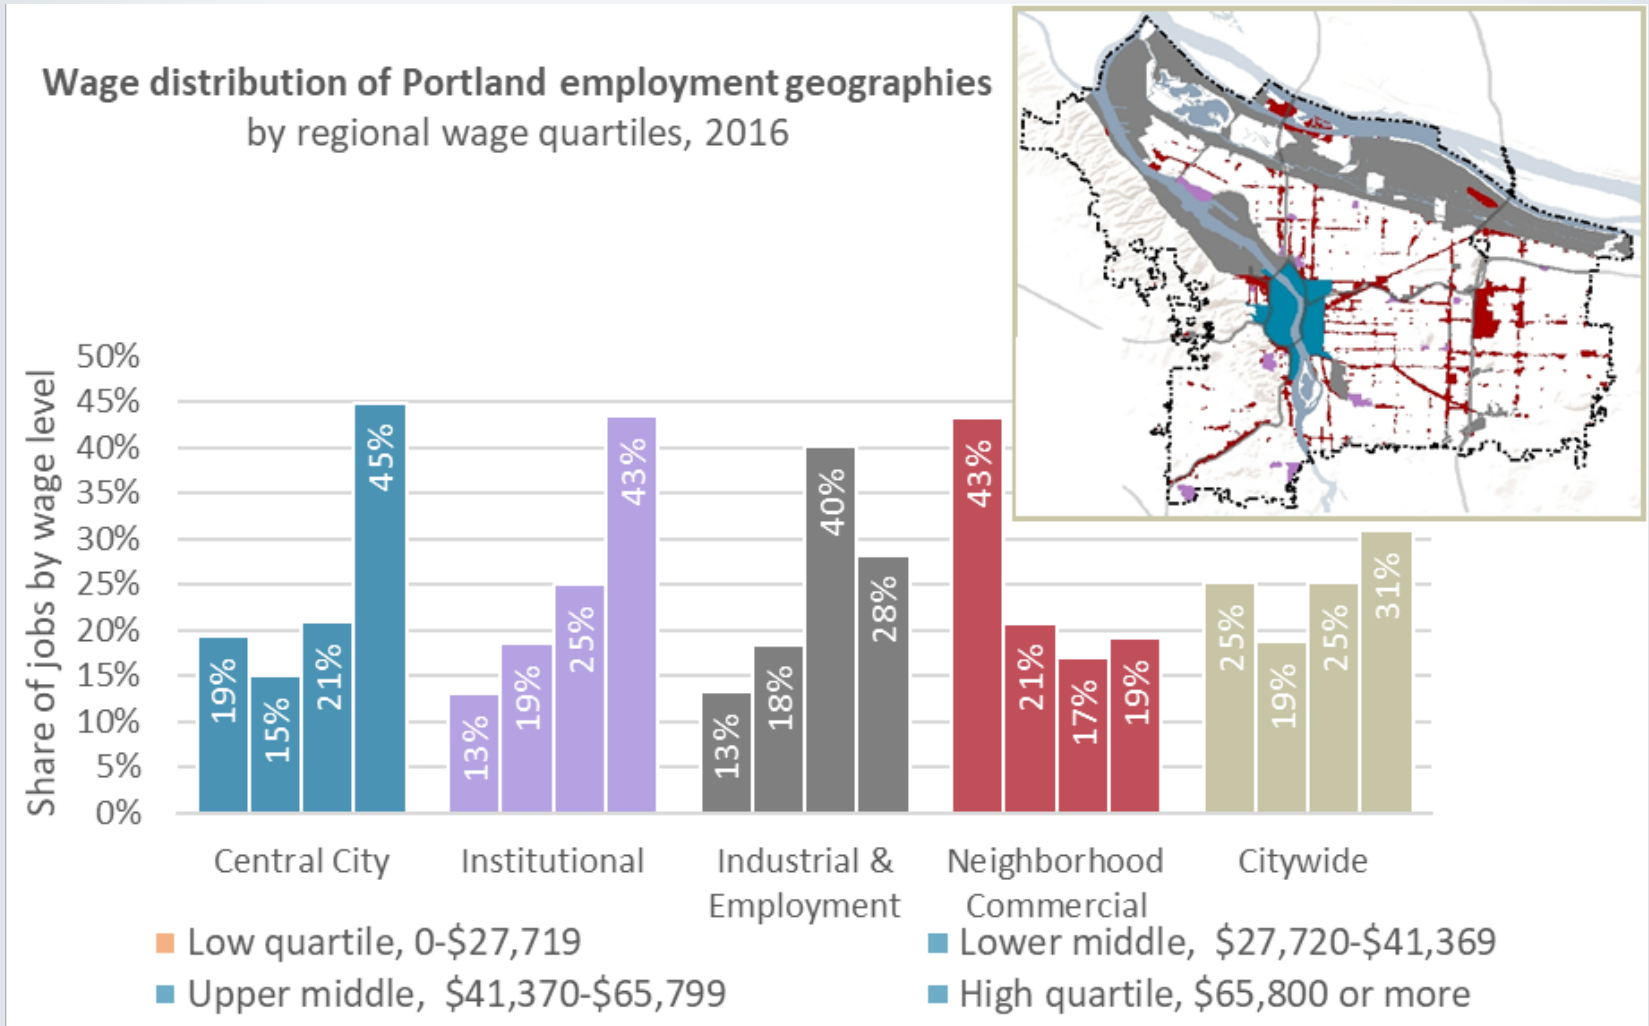 Wage distribution of Portland employment geographies
by regional wage quartiles, 2016
Share of jobs by wage level
50%
45%
40%
35%
30%
25%
20%
15%
10%
5%
0%
19%
15%
21%
45%
13%
19%
25%
43%
13%
18%
40%
28%
43%
21%
17%
19%
25%
19%
25%
31%
Central City
Institutional
Industrial &
Employment
Neighborhood
Commercial
Citywide
Low quartile, 0-$27,719
Lower middle, $27,720-$41,369
Upper middle, $41,370-$65,799
High quartile, $65,800 or more